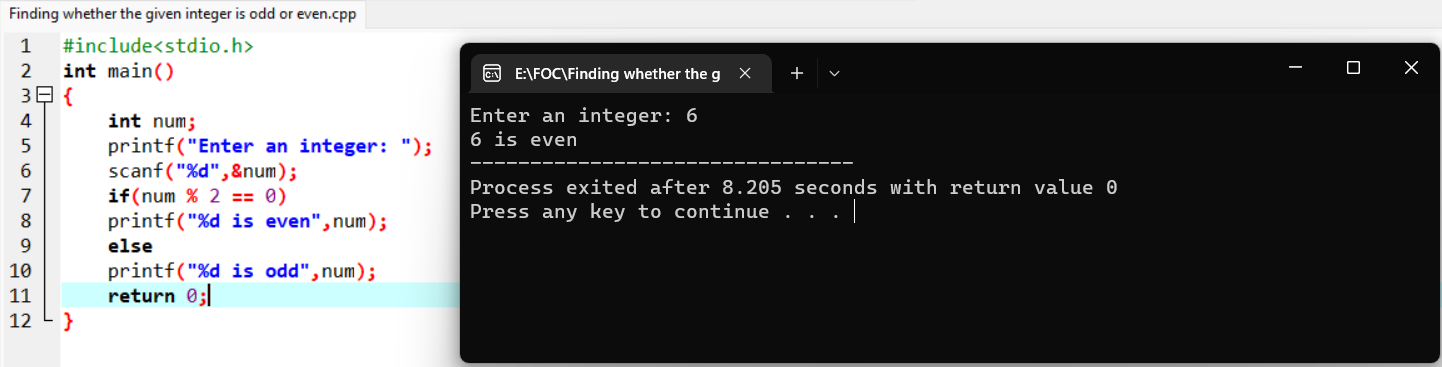 Finding whether the given integer is odd or even.cpp
1 #include<stdio.h>
2 int main()
3 {
4 int num;
5 printf("Enter an integer: ");
6 scanf("%d",&num);
7 if(num % 2 == 0)
8 printf("%d is even",num);
9 else
10 printf("%d is odd",num);
11 return 0;
12 }
E:\FOC\Finding whether the g
Enter an integer: 6
6 is even
--------------------------------
Process exited after 8.205 seconds with return value 0
Press any key to continue . . .